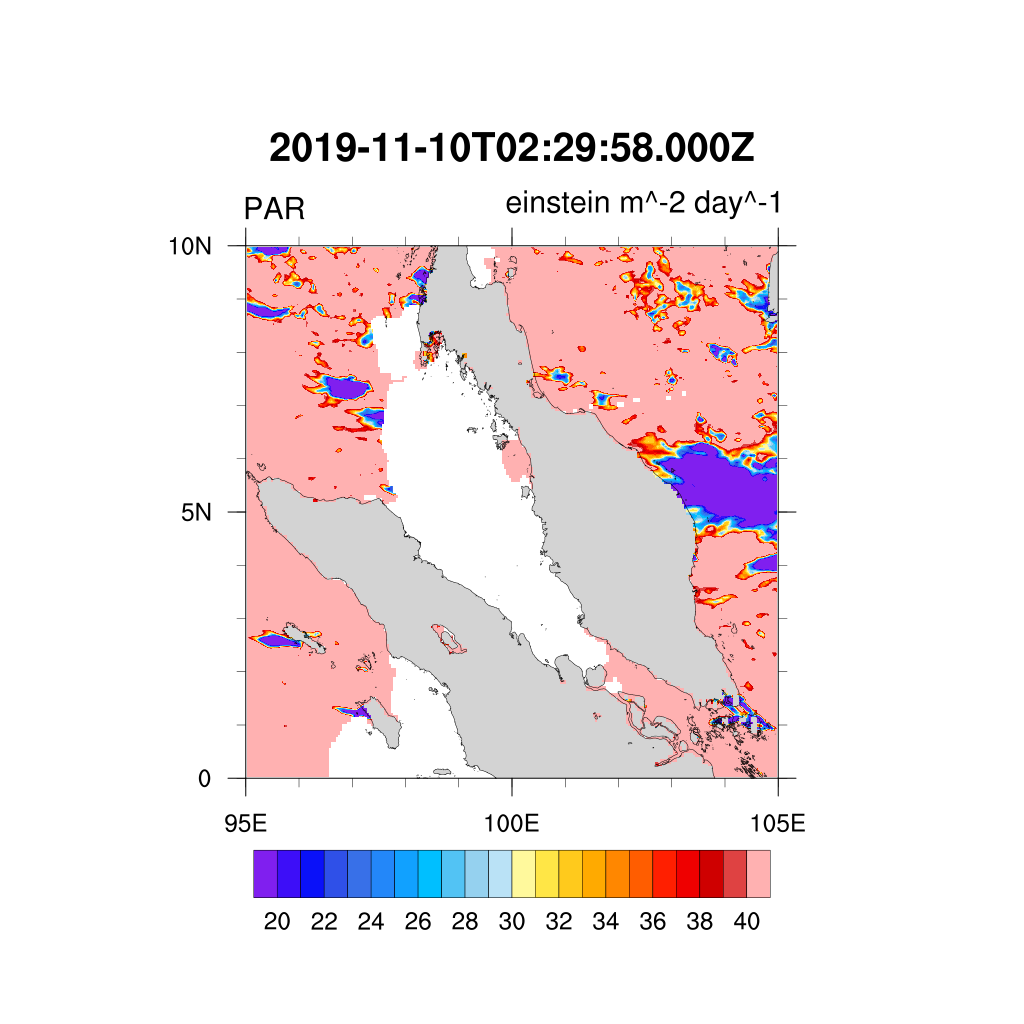 2019-11-10T02:29:58.000Z
PAR einstein m^-2 day^-1
10N
5N
0
95E 100E 105E
20 22 24 26 28 30 32 34 36 38 40